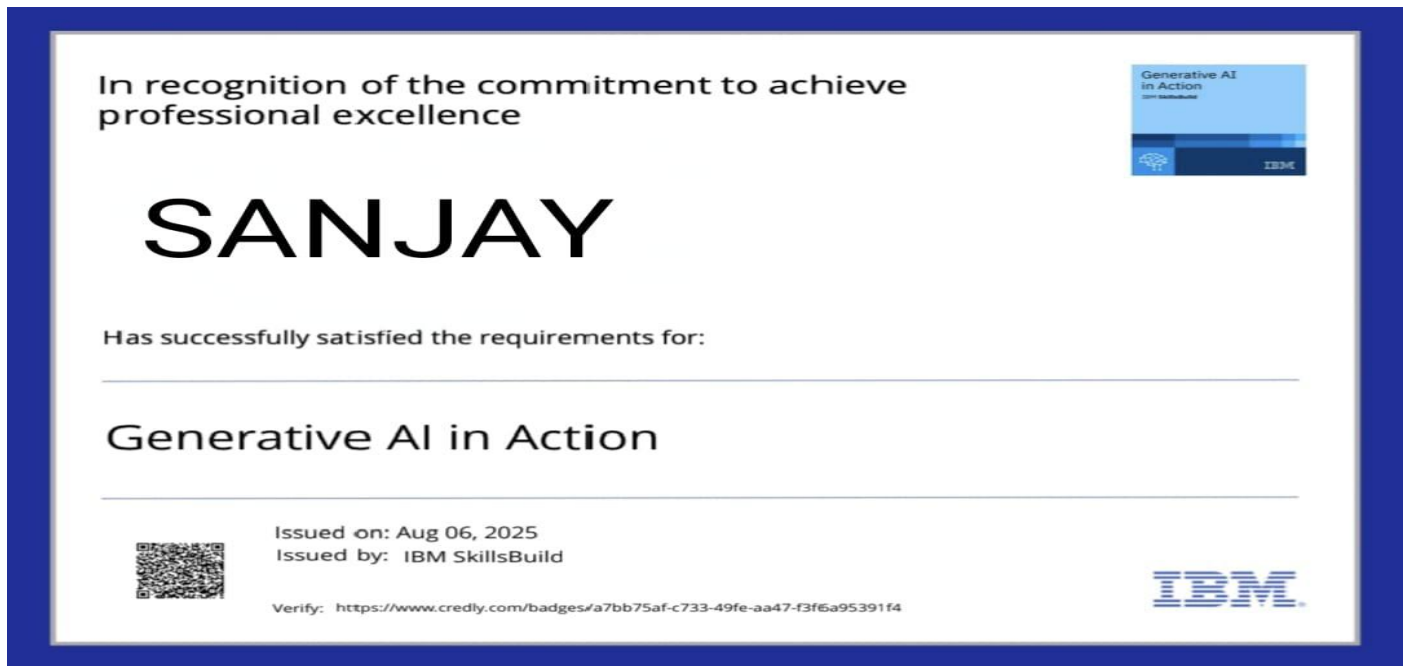 In recognition of the commitment to achieve
professional excellence
Generative AI
in Action
IBM SkillsBuild
IBM
SANJAY
Has successfully satisfied the requirements for:
Generative AI in Action
Issued on: Aug 06, 2025
Issued by: IBM SkillsBuild
Verify: https://www.credly.com/badges/a7bb75af-c733-49fe-aa47-f3f6a95391f4
IBM.